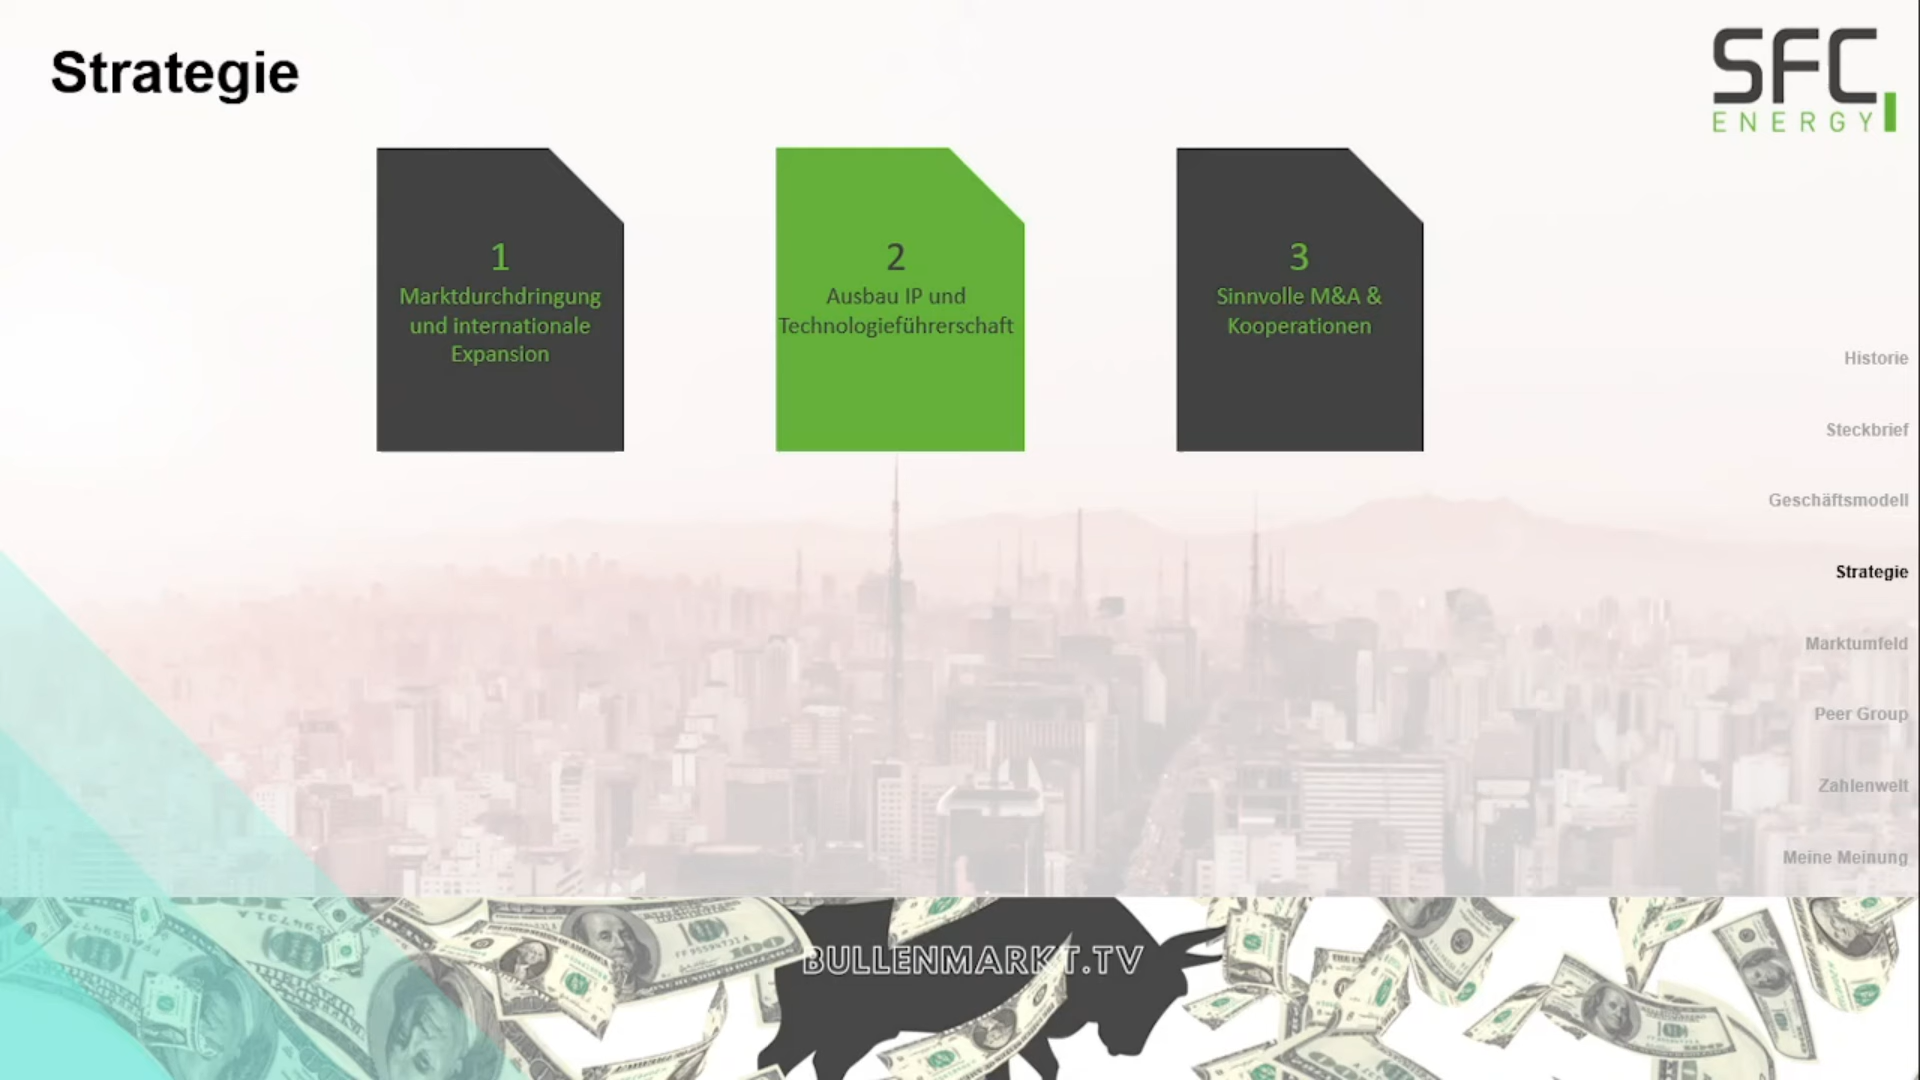 Strategie
SFC
ENERGY
1
Marktdurchdringung
und internationale
Expansion
2
Ausbau IP und
Technologieführerschaft
3
Sinnvolle M&A &
Kooperationen
Historie
Steckbrief
Geschäftsmodell
Strategie
Marktumfeld
Peer Group
Zahlenwelt
Meine Meinung
BULLENMARKT.TV
100